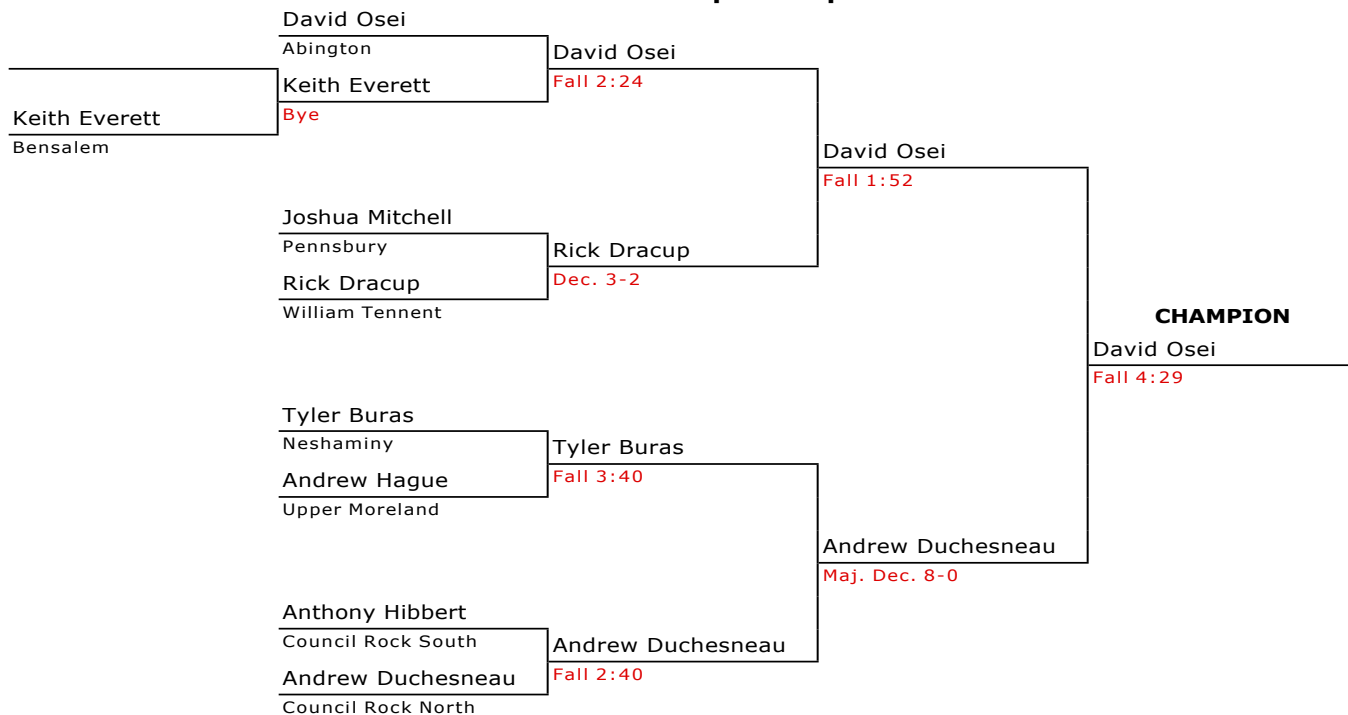 David Osei
Abington
David Osei
Keith Everett
Fall 2:24
Keith Everett
Bye
Bensalem
David Osei
Fall 1:52
Joshua Mitchell
Pennsbury
Rick Dracup
Rick Dracup
Dec. 3-2
William Tennent
CHAMPION
David Osei
Fall 4:29
Tyler Buras
Neshaminy
Tyler Buras
Andrew Hague
Fall 3:40
Upper Moreland
Andrew Duchesneau
Maj. Dec. 8-0
Anthony Hibbert
Council Rock South
Andrew Duchesneau
Andrew Duchesneau
Fall 2:40
Council Rock North